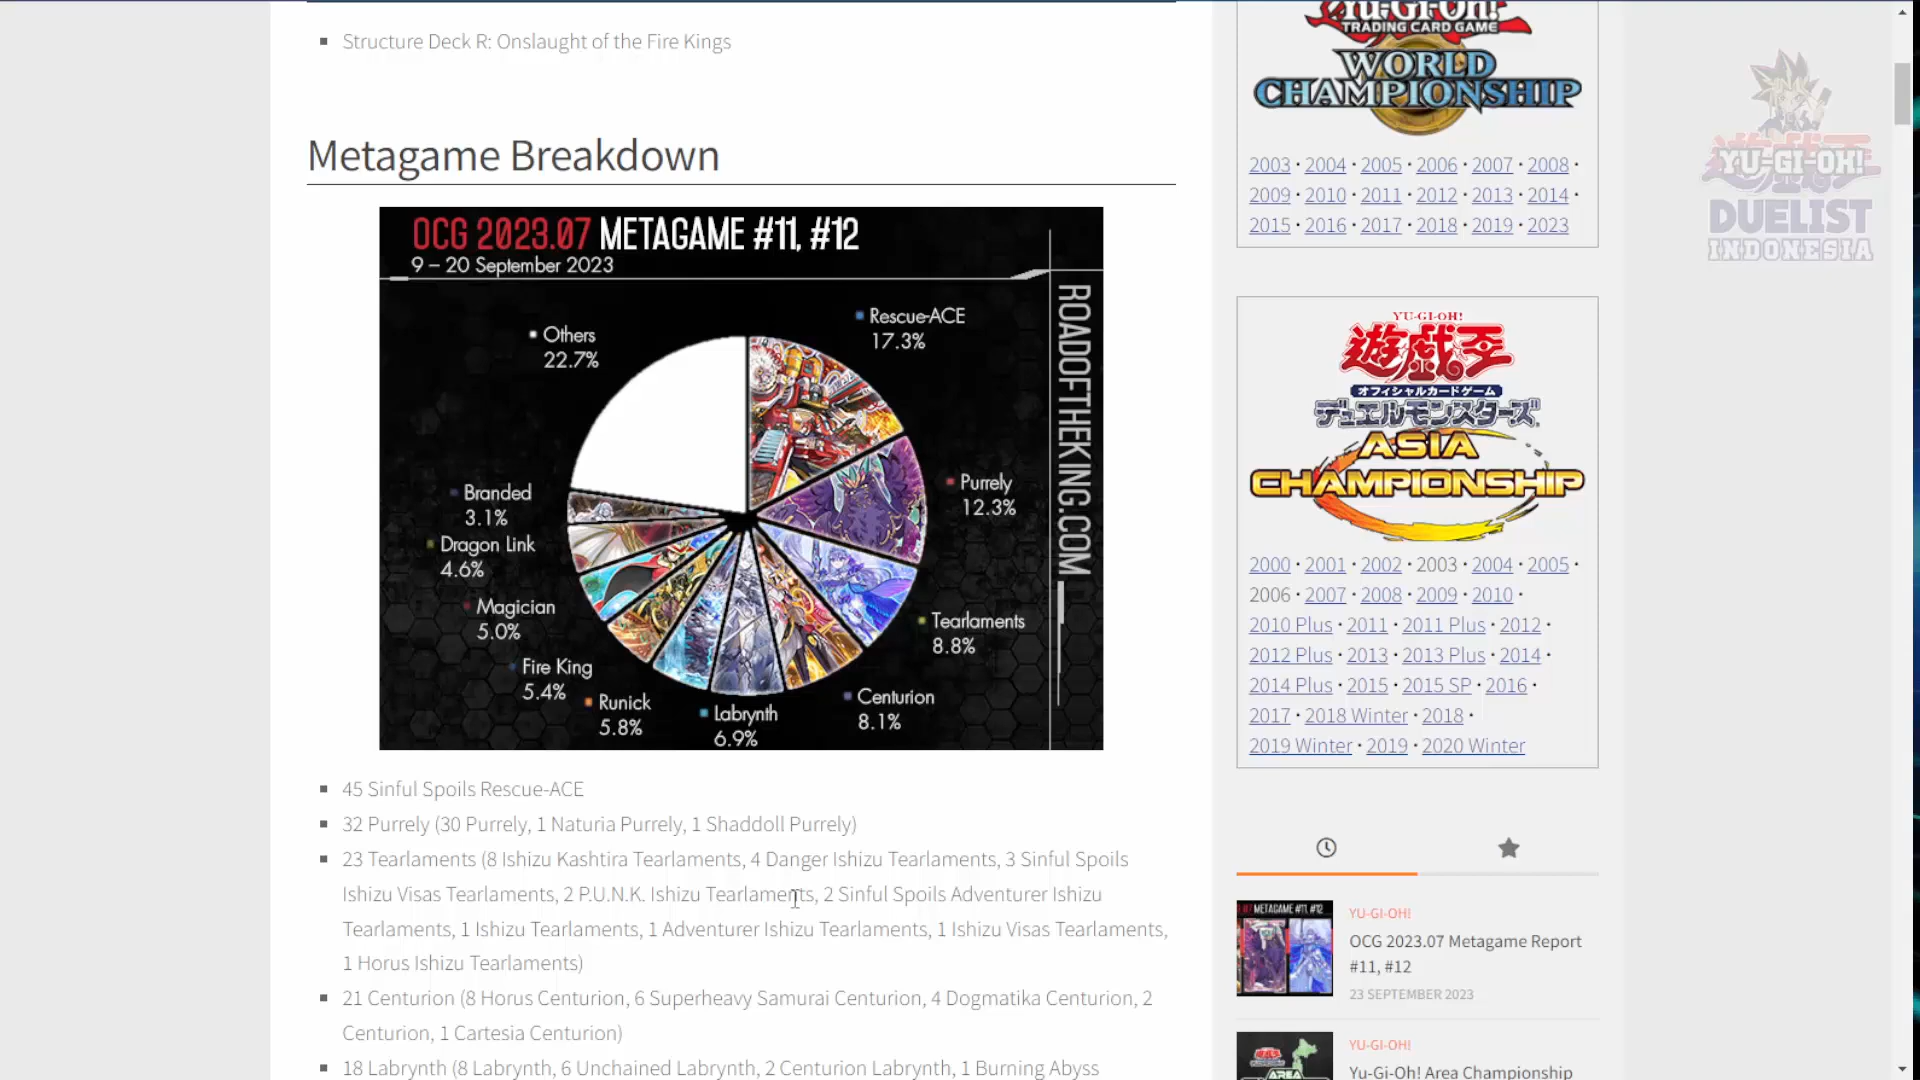 Structure Deck R: Onslaught of the Fire Kings
Metagame Breakdown
OCG 2023.07 METAGAME #11, #12
9 – 20 September 2023
ROADOFTHEKING.COM
Others
22.7%
Rescue-ACE
17.3%
Purrely
12.3%
Tearlaments
8.8%
Centurion
8.1%
Labrynth
6.9%
Runick
5.8%
Fire King
5.4%
Magician
5.0%
Dragon Link
4.6%
Branded
3.1%
45 Sinful Spoils Rescue-ACE
32 Purrely (30 Purrely, 1 Naturia Purrely, 1 Shaddoll Purrely)
23 Tearlaments (8 Ishizu Kashtira Tearlaments, 4 Danger Ishizu Tearlaments, 3 Sinful Spoils
Ishizu Visas Tearlaments, 2 P.U.N.K. Ishizu Tearlaments, 2 Sinful Spoils Adventurer Ishizu
Tearlaments, 1 Ishizu Tearlaments, 1 Adventurer Ishizu Tearlaments, 1 Ishizu Visas Tearlaments,
1 Horus Ishizu Tearlaments)
21 Centurion (8 Horus Centurion, 6 Superheavy Samurai Centurion, 4 Dogmatika Centurion, 2
Centurion, 1 Cartesia Centurion)
18 Labrynth (8 Labrynth, 6 Unchained Labrynth, 2 Centurion Labrynth, 1 Burning Abyss
Yu-Gi-Oh!
TRADING CARD GAME
WORLD
CHAMPIONSHIP
2003 · 2004 · 2005 · 2006 · 2007 · 2008 ·
2009 · 2010 · 2011 · 2012 · 2013 · 2014 ·
2015 · 2016 · 2017 · 2018 · 2019 · 2023
YU-GI-OH!
遊戯王
オフィシャルカードゲーム
デュエルモンスターズ
ASIA
CHAMPIONSHIP
2000 · 2001 · 2002 · 2003 · 2004 · 2005 ·
2006 · 2007 · 2008 · 2009 · 2010 ·
2010 Plus · 2011 · 2011 Plus · 2012 ·
2012 Plus · 2013 · 2013 Plus · 2014 ·
2014 Plus · 2015 · 2015 SP · 2016 ·
2017 · 2018 Winter · 2018 ·
2019 Winter · 2019 · 2020 Winter
METAGAME #11, #12
YU-GI-OH!
OCG 2023.07 Metagame Report
#11, #12
23 SEPTEMBER 2023
AREA
YU-GI-OH!
Yu-Gi-Oh! Area Championship
YU-GI-OH!
DUELIST
INDONESIA